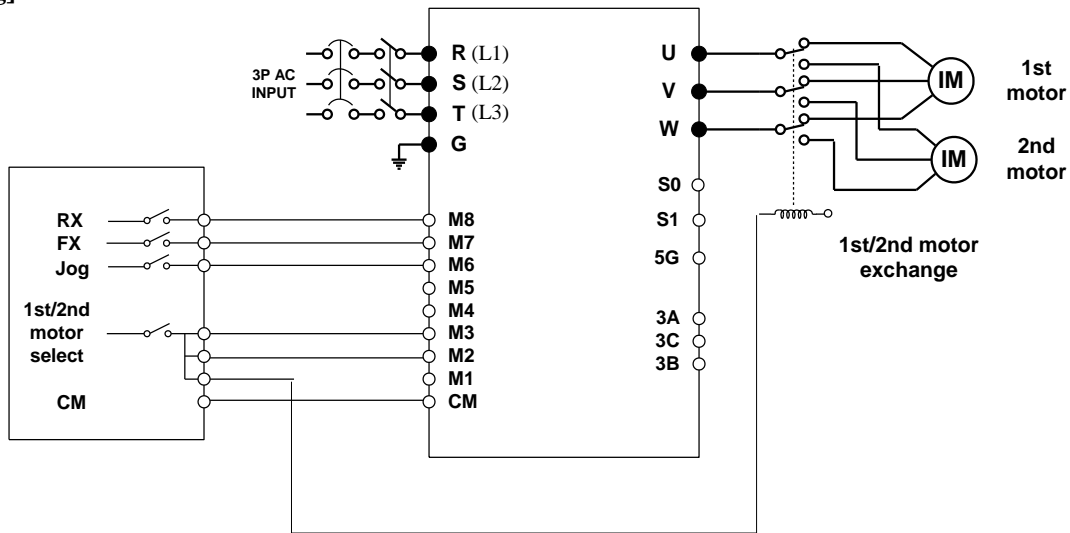 g]
3P AC
INPUT
R (L1)
S (L2)
T (L3)
G
U
V
W
IM
1st
motor
IM
2nd
motor
S0
S1
5G
1st/2nd motor
exchange
3A
3C
3B
RX
FX
Jog
1st/2nd
motor
select
CM
M8
M7
M6
M5
M4
M3
M2
M1
CM